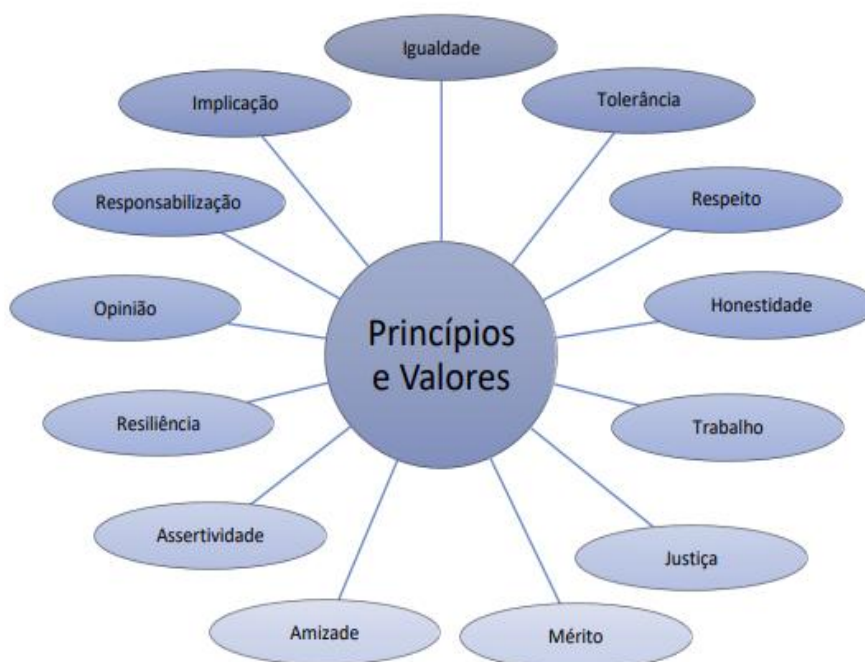 Igualdade
Implicação
Tolerância
Responsabilização
Respeito
Opinião
Honestidade
Princípios
e Valores
Resiliência
Trabalho
Assertividade
Justiça
Amizade
Mérito